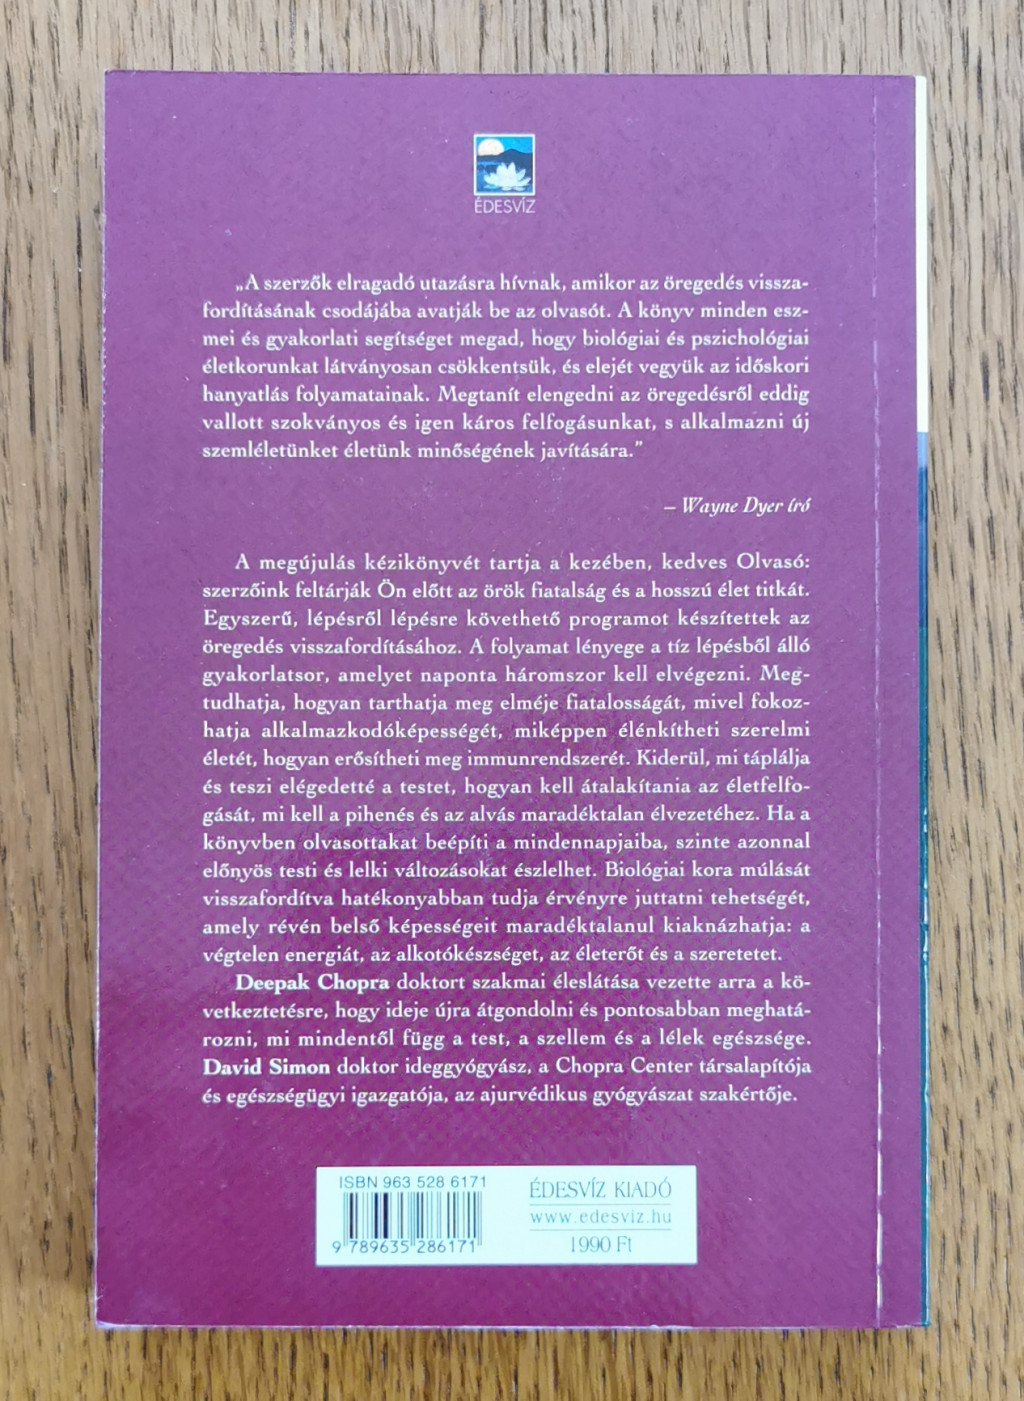 ÉDESVÍZ
„A szerzők elragadó utazásra hívnak, amikor az öregedés vissza-
fordításának csodájába avatják be az olvasót. A könyv minden esz-
mei és gyakorlati segítséget megad, hogy biológiai és pszichológiai
életkorunkat látványosan csökkentsük, és elejét vegyük az időskori
hanyatlás folyamatainak. Megtanít elengedni az öregedésről eddig
vallott szokványos és igen káros felfogásunkat, s alkalmazni új
szemléletünket életünk minőségének javítására.”
– Wayne Dyer író
A megújulás kézikönyvét tartja a kezében, kedves Olvasó:
szerzőink feltárják Ön előtt az örök fiatalság és a hosszú élet titkát.
Egyszerű, lépésről lépésre követhető programot készítettek az
öregedés visszafordításához. A folyamat lényege a tíz lépésből álló
gyakorlatsor, amelyet naponta háromszor kell elvégezni. Meg-
tudhatja, hogyan tarthatja meg elméje fiatalosságát, mivel fokoz-
hatja alkalmazkodóképességét, miképpen élénkítheti szerelmi
életét, hogyan erősítheti meg immunrendszerét. Kiderül, mi táplálja
és teszi elégedetté a testet, hogyan kell átalakítania az életfelfo-
gását, mi kell a pihenés és az alvás maradéktalan élvezetéhez. Ha a
könyvben olvasottakat beépíti a mindennapjaiba, szinte azonnal
előnyös testi és lelki változásokat észlelhet. Biológiai kora múlását
visszafordítva hatékonyabban tudja érvényre juttatni tehetségét,
amely révén belső képességeit maradéktalanul kiaknázhatja: a
végtelen energiát, az alkotókészséget, az életerőt és a szeretetet.
Deepak Chopra doktort szakmai éleslátása vezette arra a kö-
vetkeztetésre, hogy ideje újra átgondolni és pontosabban meghatá-
rozni, mi mindentől függ a test, a szellem és a lélek egészsége.
David Simon doktor ideggyógyász, a Chopra Center társalapítója
és egészségügyi igazgatója, az ajurvédikus gyógyászat szakértője.
ISBN 963 528 6171
9 789635 286171
ÉDESVÍZ KIADÓ
www.edesviz.hu
1990 Ft